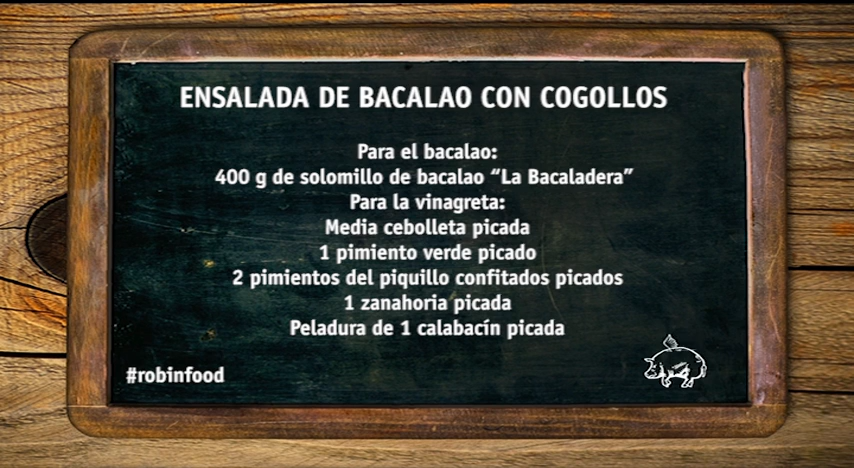 ENSALADA DE BACALAO CON COGOLLOS
Para el bacalao:
400 g de solomillo de bacalao “La Bacaladera”
Para la vinagreta:
Media cebolleta picada
1 pimiento verde picado
2 pimientos del piquillo confitados picados
1 zanahoria picada
Peladura de 1 calabacín picada
#robinfood